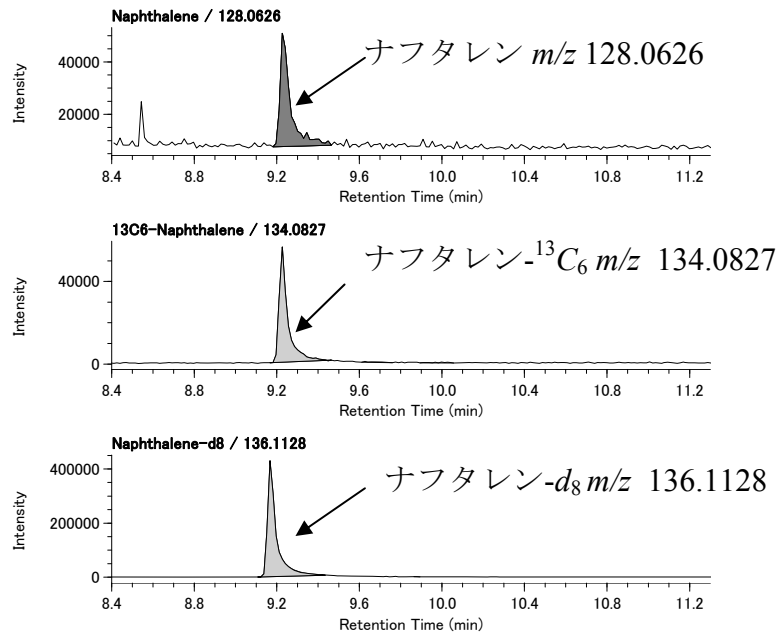 Naphthalene / 128.0626
ナフタレン m/z 128.0626
Intensity
40000
20000
8.4 8.8 9.2 9.6 10.0 10.4 10.8 11.2
Retention Time (min)
13C6-Naphthalene / 134.0827
ナフタレン-¹³C₆ m/z 134.0827
Intensity
40000
0
8.4 8.8 9.2 9.6 10.0 10.4 10.8 11.2
Retention Time (min)
Naphthalene-d8 / 136.1128
ナフタレン-d₈ m/z 136.1128
Intensity
400000
200000
0
8.4 8.8 9.2 9.6 10.0 10.4 10.8 11.2
Retention Time (min)